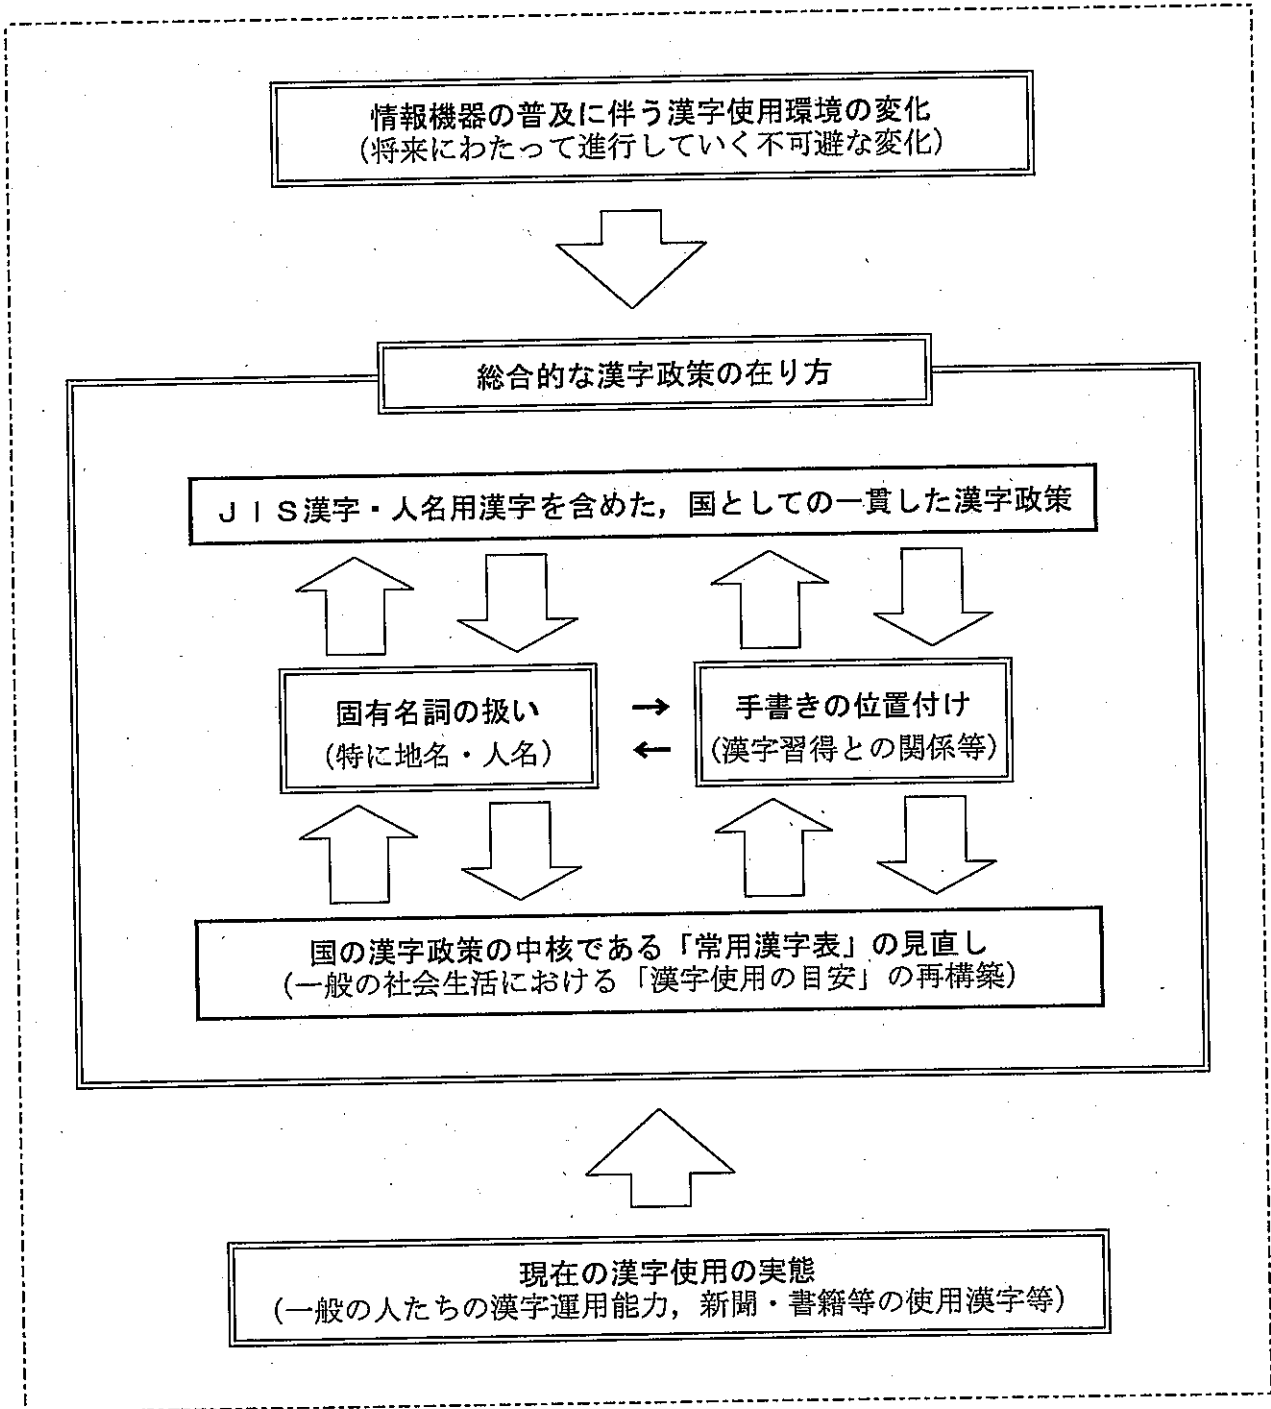 情報機器の普及に伴う漢字使用環境の変化
(将来にわたって進行していく不可避な変化)
総合的な漢字政策の在り方
ＪＩＳ漢字・人名用漢字を含めた，国としての一貫した漢字政策
固有名詞の扱い
(特に地名・人名)
→
←
手書きの位置付け
(漢字習得との関係等)
国の漢字政策の中核である「常用漢字表」の見直し
(一般の社会生活における「漢字使用の目安」の再構築)
現在の漢字使用の実態
(一般の人たちの漢字運用能力，新聞・書籍等の使用漢字等)